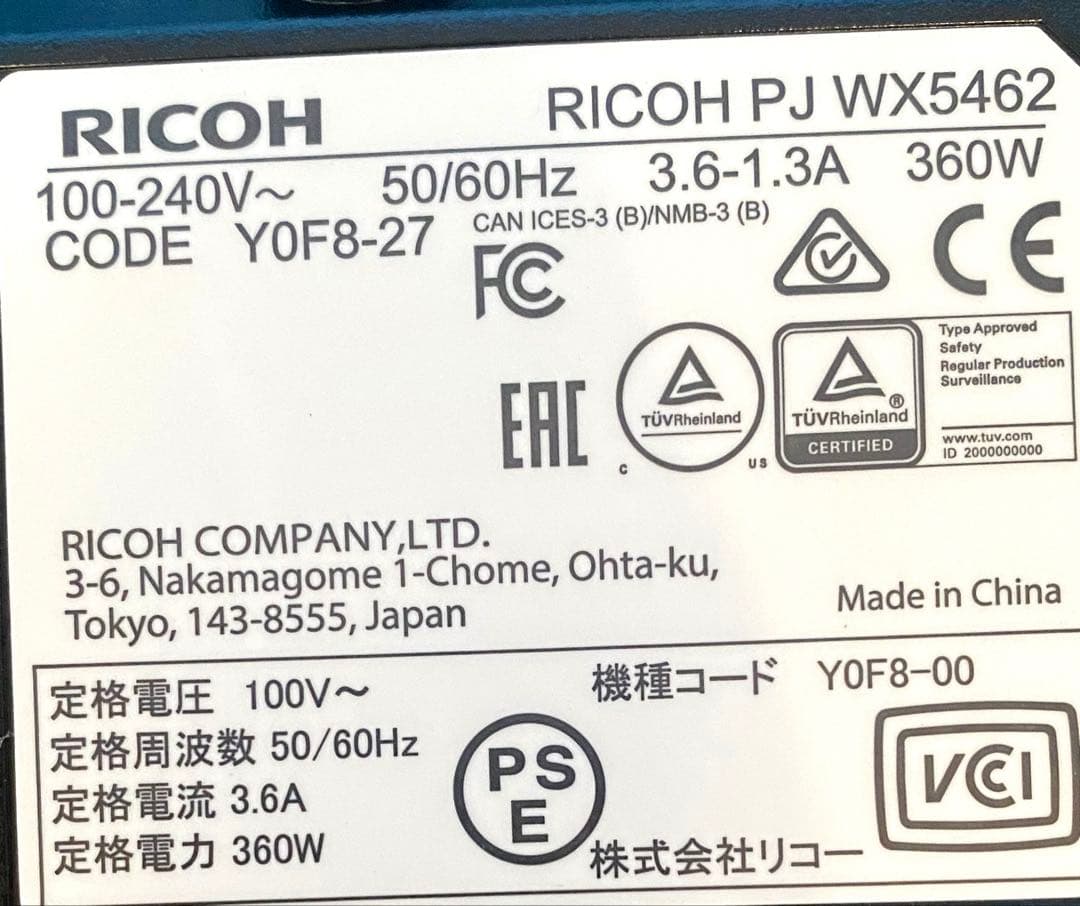 RICOH RICOH PJ WX5462
100-240V～ 50/60Hz 3.6-1.3A 360W
CODE Y0F8-27 CAN ICES-3 (B)/NMB-3 (B)
FC
CE
EAC
TÜVRheinland
C US
TÜVRheinland®
CERTIFIED
Type Approved
Safety
Regular Production
Surveillance
www.tuv.com
ID 2000000000
RICOH COMPANY,LTD.
3-6, Nakamagome 1-Chome, Ohta-ku,
Tokyo, 143-8555, Japan
Made in China
定格電圧 100V～
定格周波数 50/60Hz
定格電流 3.6A
定格電力 360W
PS
E
機種コード Y0F8-00
VCCI
株式会社リコー